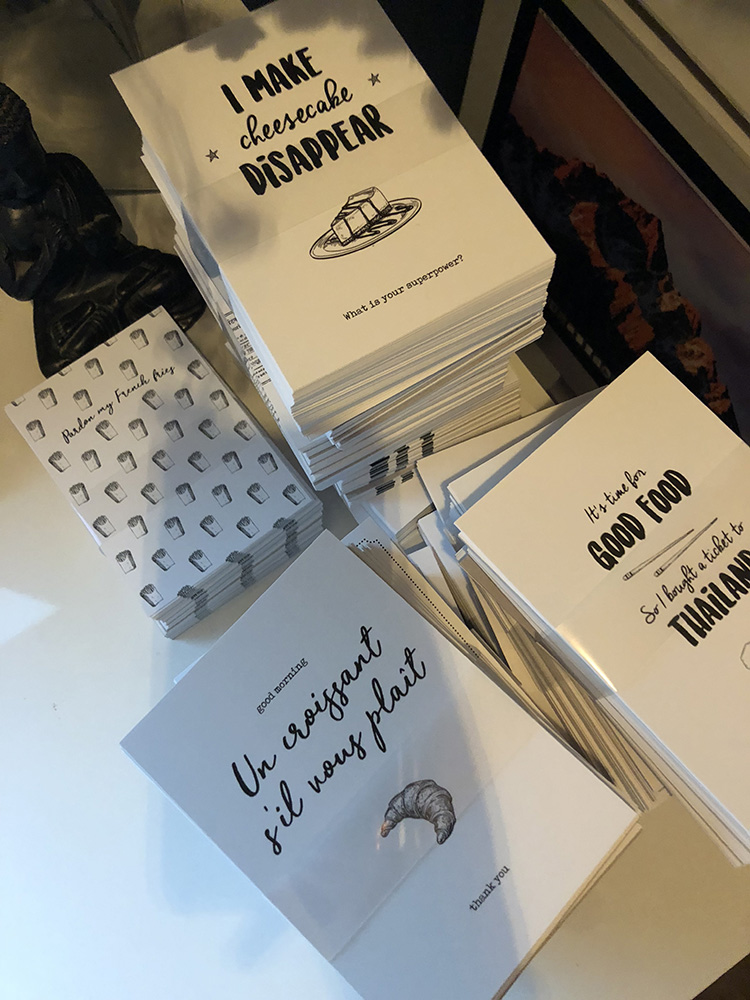 I MAKE
cheesecake
DISAPPEAR
What is your superpower?
Pardon my French Fries
It's time for
GOOD FOOD
So I bought a ticket to
THAILAND
good morning
Un croissant
s'il vous plaît
thank you